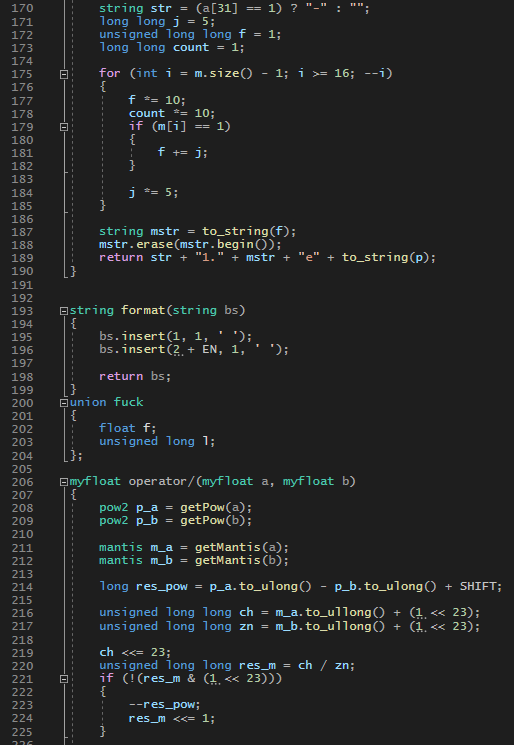 170 string str = (a[31] == 1) ? "-" : "";
171 long long j = 5;
172 unsigned long long f = 1;
173 long long count = 1;
174
175 for (int i = m.size() - 1; i >= 16; --i)
176 {
177 f *= 10;
178 count *= 10;
179 if (m[i] == 1)
180 {
181 f += j;
182 }
183
184 j *= 5;
185 }
186
187 string mstr = to_string(f);
188 mstr.erase(mstr.begin());
189 return str + "1." + mstr + "e" + to_string(p);
190 }
191
192
193 string format(string bs)
194 {
195 bs.insert(1, 1, ' ');
196 bs.insert(2 + EN, 1, ' ');
197
198 return bs;
199 }
200 union fuck
201 {
202 float f;
203 unsigned long l;
204 };
205
206 myfloat operator/(myfloat a, myfloat b)
207 {
208 pow2 p_a = getPow(a);
209 pow2 p_b = getPow(b);
210
211 mantis m_a = getMantis(a);
212 mantis m_b = getMantis(b);
213
214 long res_pow = p_a.to_ulong() - p_b.to_ulong() + SHIFT;
215
216 unsigned long long ch = m_a.to_ullong() + (1 << 23);
217 unsigned long long zn = m_b.to_ullong() + (1 << 23);
218
219 ch <<= 23;
220 unsigned long long res_m = ch / zn;
221 if (!(res_m & (1 << 23)))
222 {
223 --res_pow;
224 res_m <<= 1;
225 }